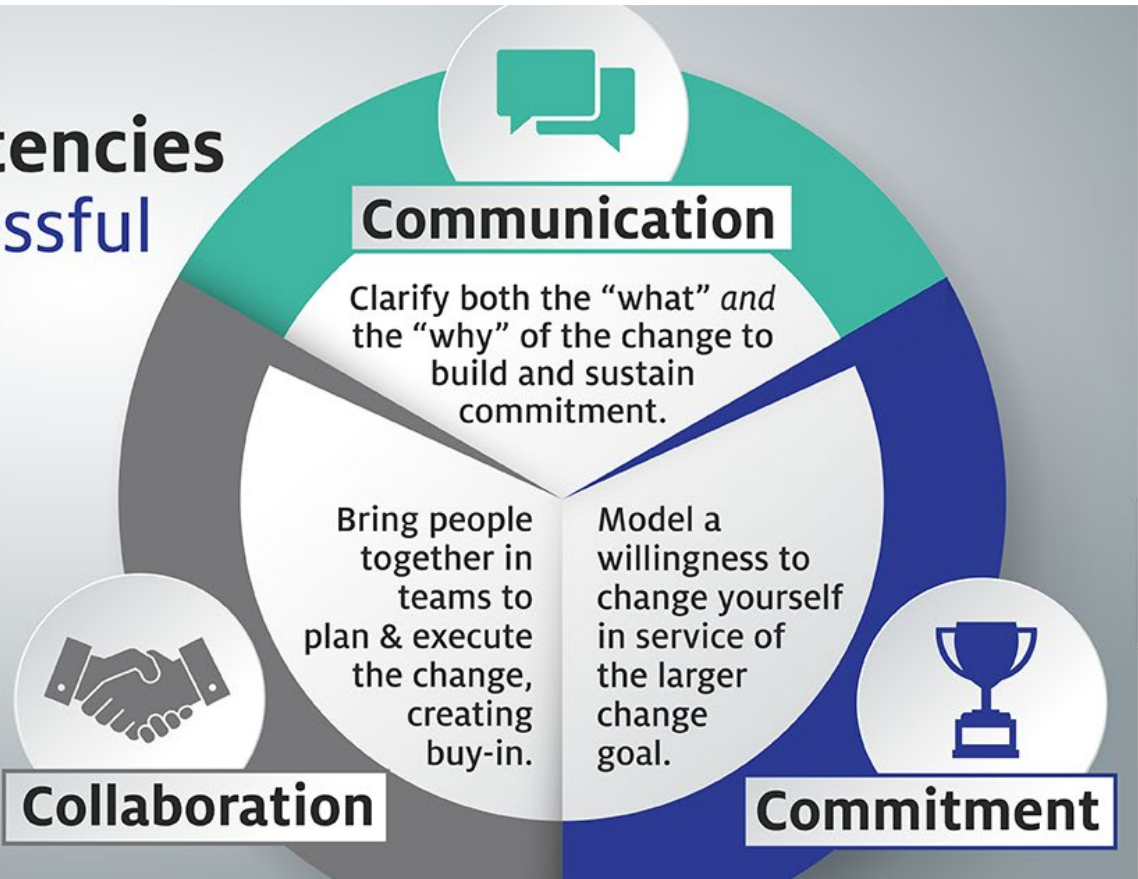 tencies
ssful
Communication
Clarify both the “what” and
the “why” of the change to
build and sustain
commitment.
Bring people
together in
teams to
plan & execute
the change,
creating
buy-in.
Model a
willingness to
change yourself
in service of
the larger
change
goal.
Collaboration
Commitment